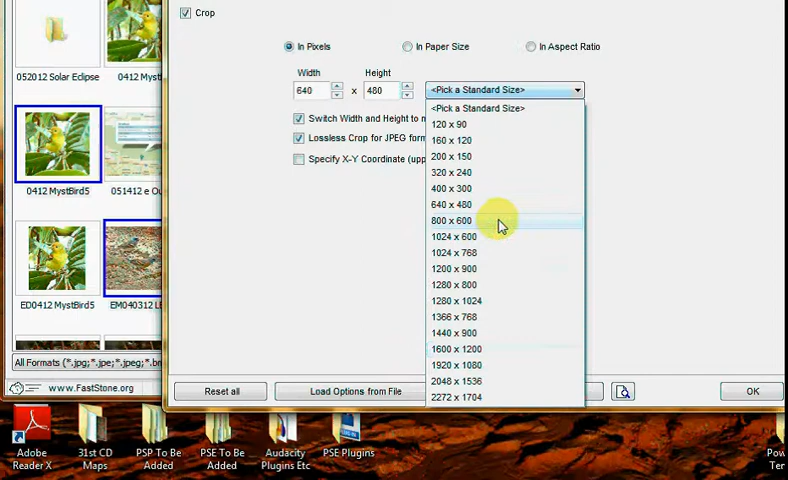 Crop
In Pixels
In Paper Size
In Aspect Ratio
Width
Height
640
x
480
<Pick a Standard Size>
Switch Width and Height to
Lossless Crop for JPEG
Specify X-Y Coordinate
<Pick a Standard Size>
120 x 90
160 x 120
200 x 150
320 x 240
400 x 300
640 x 480
800 x 600
1024 x 600
1024 x 768
1200 x 900
1280 x 800
1280 x 1024
1366 x 768
1440 x 900
1600 x 1200
1920 x 1080
2048 x 1536
2272 x 1704
052012 Solar Eclipse
0412 Myst
0412 MystBird5
051412 e Ou
ED0412 MystBird5
EM040312 L
All Formats (*.jpg;*.jpe;*.jpeg;*.b
www.FastStone.org
Reset all
Load Options from File
OK
Adobe
Reader X
31st CD
Maps
PSP To Be
Added
PSE To Be
Added
Audacity
Plugins Etc
PSE Plugins
Pow
Ter